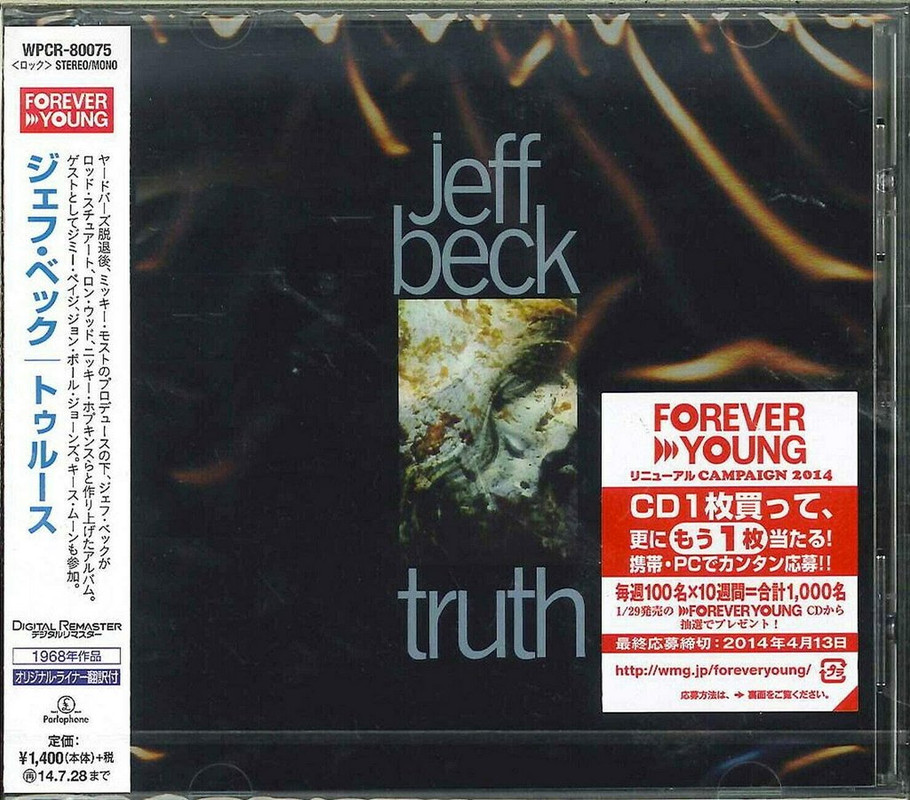 WPCR-80075
<ロック> STEREO/MONO
FOREVER
YOUNG
ジェフ・ベック｜トゥルース
ヤードバーズ脱退後、ミッキー・モストのプロデュースの下、ジェフ・ベックが
ロッド・スチュアート、ロン・ウッド、ニッキー・ホプキンスらと作り上げたアルバム。
ゲストとしてジミー・ペイジ、ジョン・ポール・ジョーンズ。キース・ムーンも参加。
DIGITAL REMASTER
デジタルリマスター
1968年作品
オリジナル・ライナー翻訳付
Parlophone
定価:
¥1,400(本体)+税
再14.7.28まで
jeff
beck
truth
FOREVER
YOUNG
リニューアル CAMPAIGN 2014
CD1枚買って、
更にもう1枚当たる!
携帯・PCでカンタン応募!!
毎週100名×10週間=合計1,000名
1/29発売の FOREVER YOUNG CDから
抽選でプレゼント!
最終応募締切:2014年4月13日
http://wmg.jp/foreveryoung/
プラ
応募方法は、→ 裏面をご覧ください。